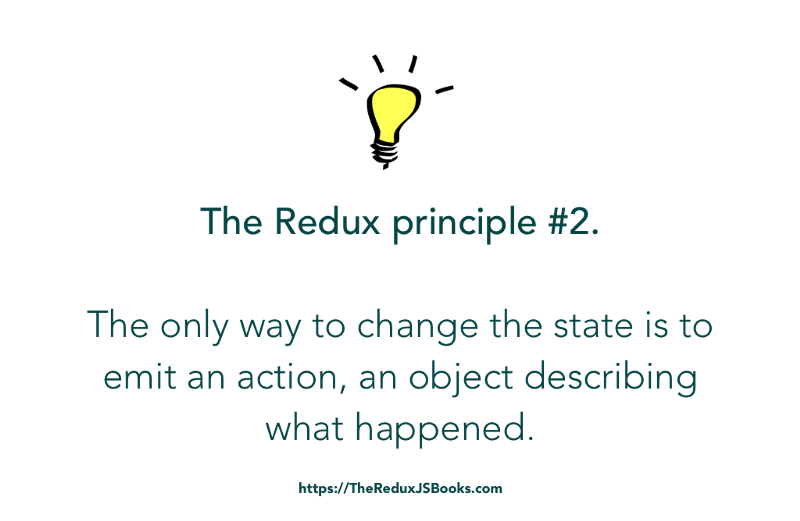 The Redux principle #2.
The only way to change the state is to
emit an action, an object describing
what happened.
https://TheReduxJSBooks.com